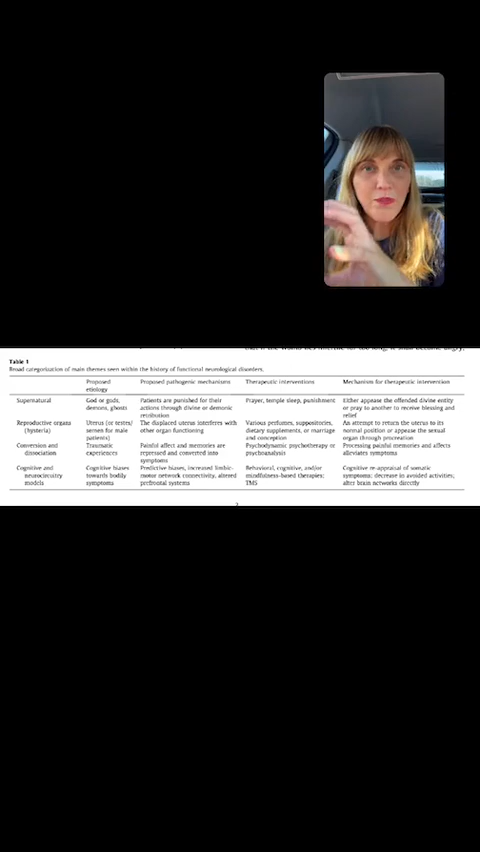 Table 1
Broad categorization of main themes seen within the history of functional neurological disorders.
Proposed etiology Proposed pathogenic mechanisms Therapeutic interventions Mechanism for therapeutic intervention
Supernatural God or gods, demons, ghosts Patients are punished for their actions through divine or demonic retribution Prayer, temple sleep, punishment Either appease the offended divine entity or pray to another to receive blessing and relief
Reproductive organs (hysteria) Uterus (or testes/semen for male patients) The displaced uterus interferes with other organ functioning Various perfumes, suppositories, dietary supplements, or marriage and conception An attempt to return the uterus to its normal position or appease the sexual organ through procreation
Conversion and dissociation Traumatic experiences Painful affect and memories are repressed and converted into symptoms Psychodynamic psychotherapy or psychoanalysis Processing painful memories and affects alleviates symptoms
Cognitive and neurocircuitry models Cognitive biases towards bodily symptoms Predictive biases, increased limbic-motor network connectivity, altered prefrontal systems Behavioral, cognitive, and/or mindfulness-based therapies; TMS Cognitive re-appraisal of somatic symptoms; decrease in avoided activities; alter brain networks directly